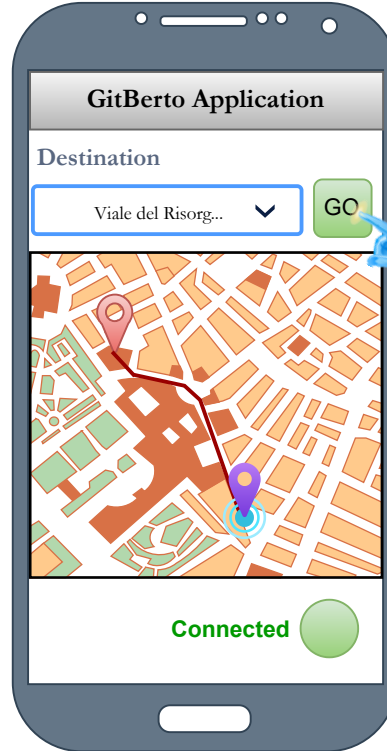 GitBerto Application
Destination
Viale del Risorg...
GO
Connected